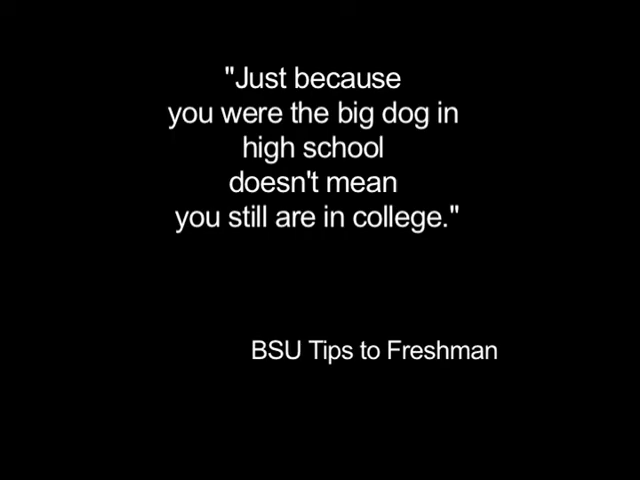 "Just because
you were the big dog in
high school
doesn't mean
you still are in college."
BSU Tips to Freshman